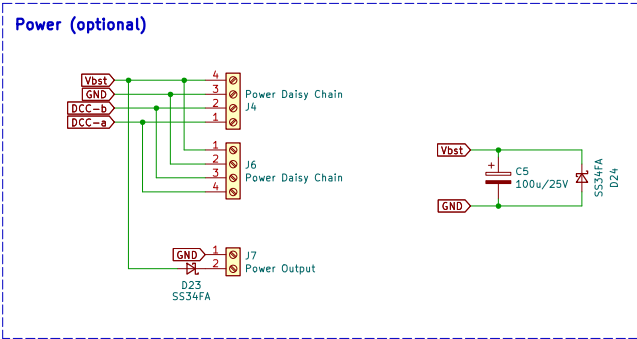 Power (optional)
Vbst
4
GND
3
Power Daisy Chain
DCC-b
2
J4
DCC-a
1
1
J6
2
Power Daisy Chain
3
4
GND
1
J7
2
Power Output
D23
SS34FA
Vbst
+
C5
100u/25V
GND
SS34FA
D24